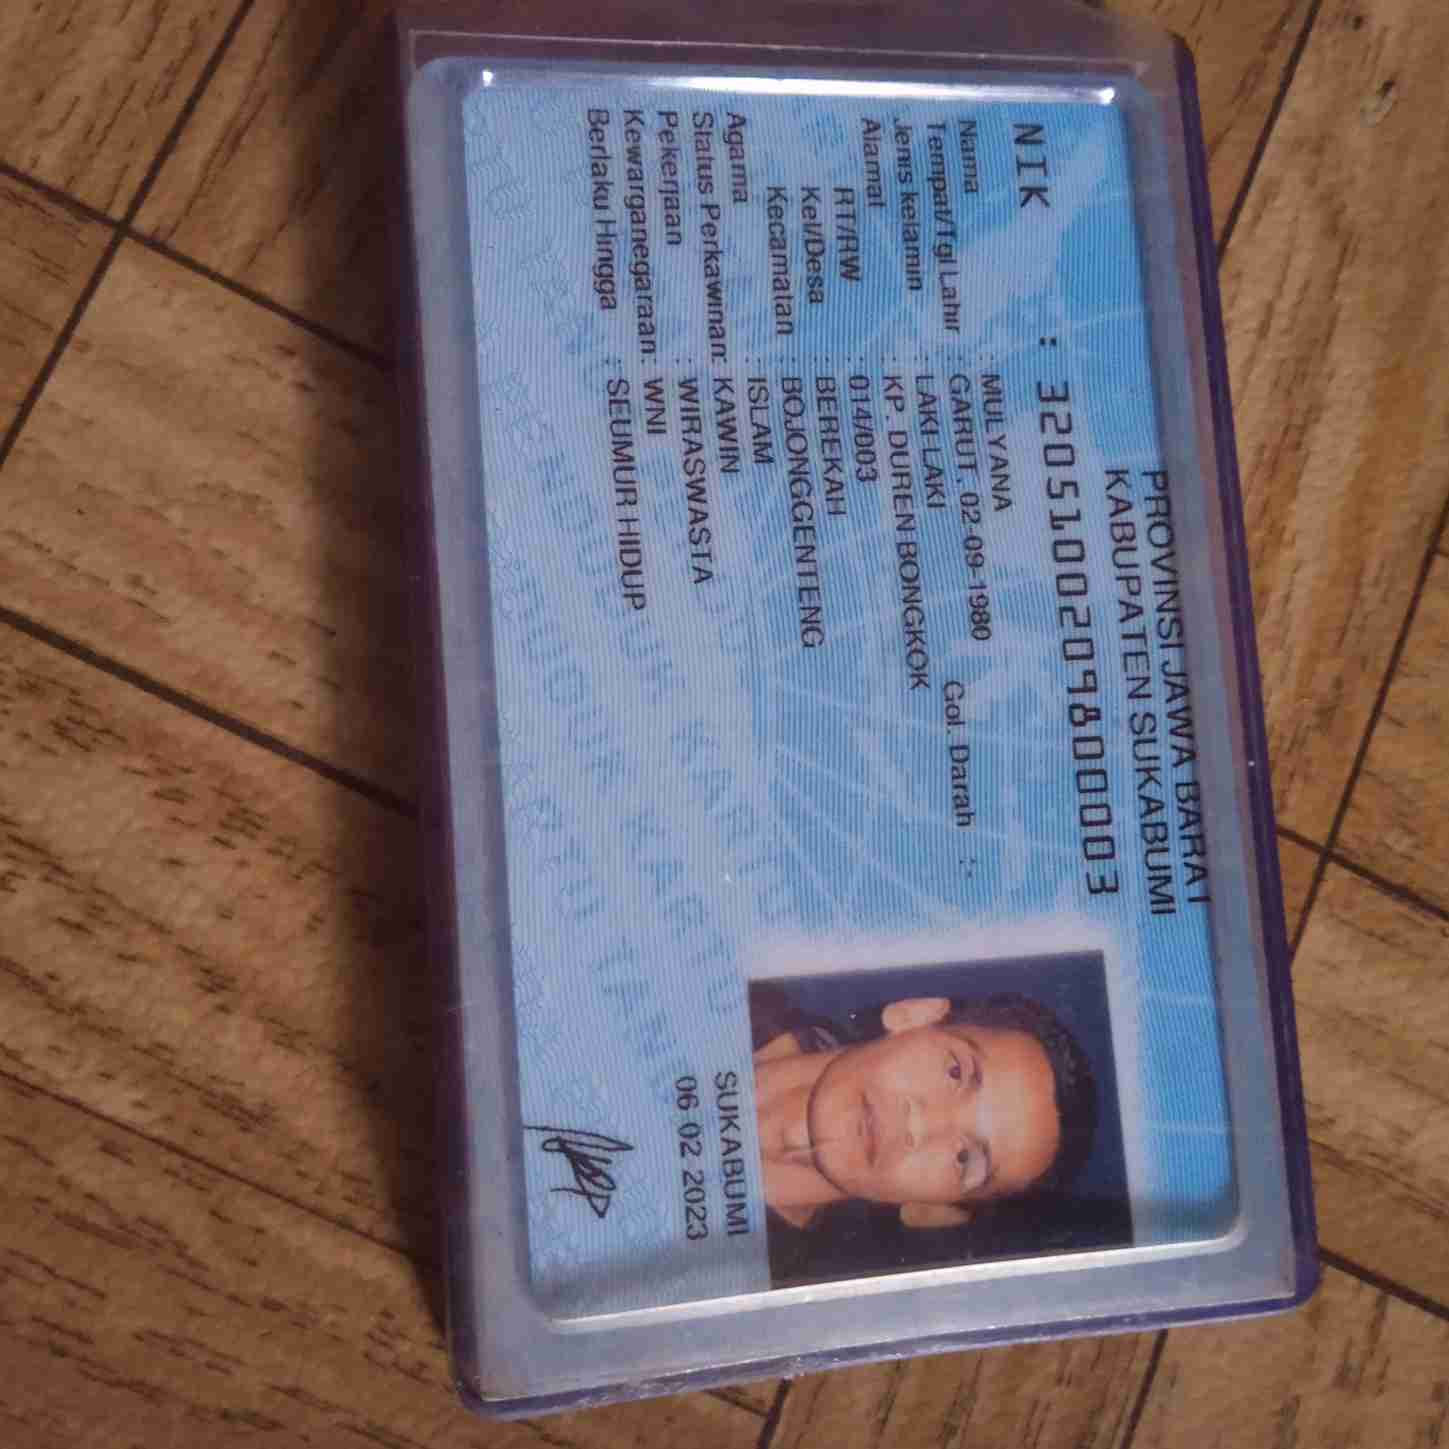 PROVINSI JAWA BARAT
KABUPATEN SUKABUMI
NIK : 3205100209800003
Nama : MULYANA
Tempat/Tgl Lahir : GARUT, 02-09-1980
Jenis kelamin : LAKI-LAKI Gol. Darah : -
Alamat : KP. DUREN BONGKOK
RT/RW : 014/003
Kel/Desa : BEREKAH
Kecamatan : BOJONGGENTENG
Agama : ISLAM
Status Perkawinan: KAWIN
Pekerjaan : WIRASWASTA
Kewarganegaraan: WNI
Berlaku Hingga : SEUMUR HIDUP
SUKABUMI
06 02 2023